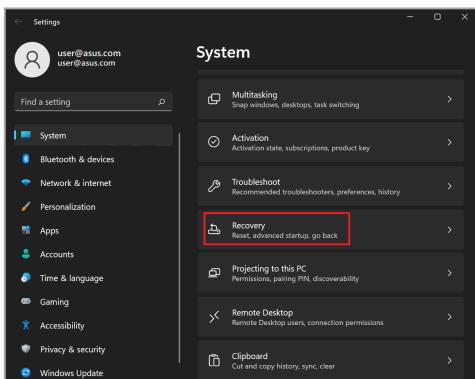 Settings
user@asus.com
user@asus.com
Find a setting
System
Bluetooth & devices
Network & internet
Personalization
Apps
Accounts
Time & language
Gaming
Accessibility
Privacy & security
Windows Update
System
Multitasking
Snap windows, desktops, task switching
Activation
Activation state, subscriptions, product key
Troubleshoot
Recommended troubleshooters, preferences, history
Recovery
Reset, advanced startup, go back
Projecting to this PC
Permissions, pairing PIN, discoverability
Remote Desktop
Remote Desktop users, connection permissions
Clipboard
Cut and copy history, sync, clear